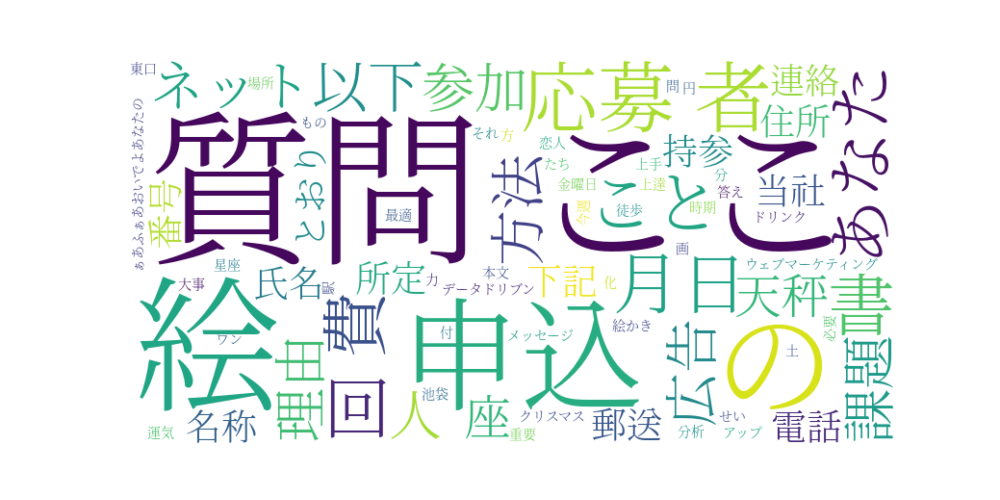 東口
場所
ネット
以下
参加
応募
者
問
円
連絡
住所
あなた
質問
もの
とおり
それ
方
恋人
たち
上手
持参
分
金曜日
上達
答え
当社
方法
ここ
こと
番号
最適
今週
徒歩
時期
ドリンク
ぁあふぁぁあおいでよあなたの
画
星座
氏名
駅
所定
力
本文
下記
化
月日
ウェブマーケティング
大事
データドリブン
天秤
書
絵
ワン
理由
費
付
申込
メッセージ
絵かき
広告
の
土
必要
課題
回
人
池袋
座
クリスマス
郵送
せい
運気
名称
重要
分析
アップ
電話